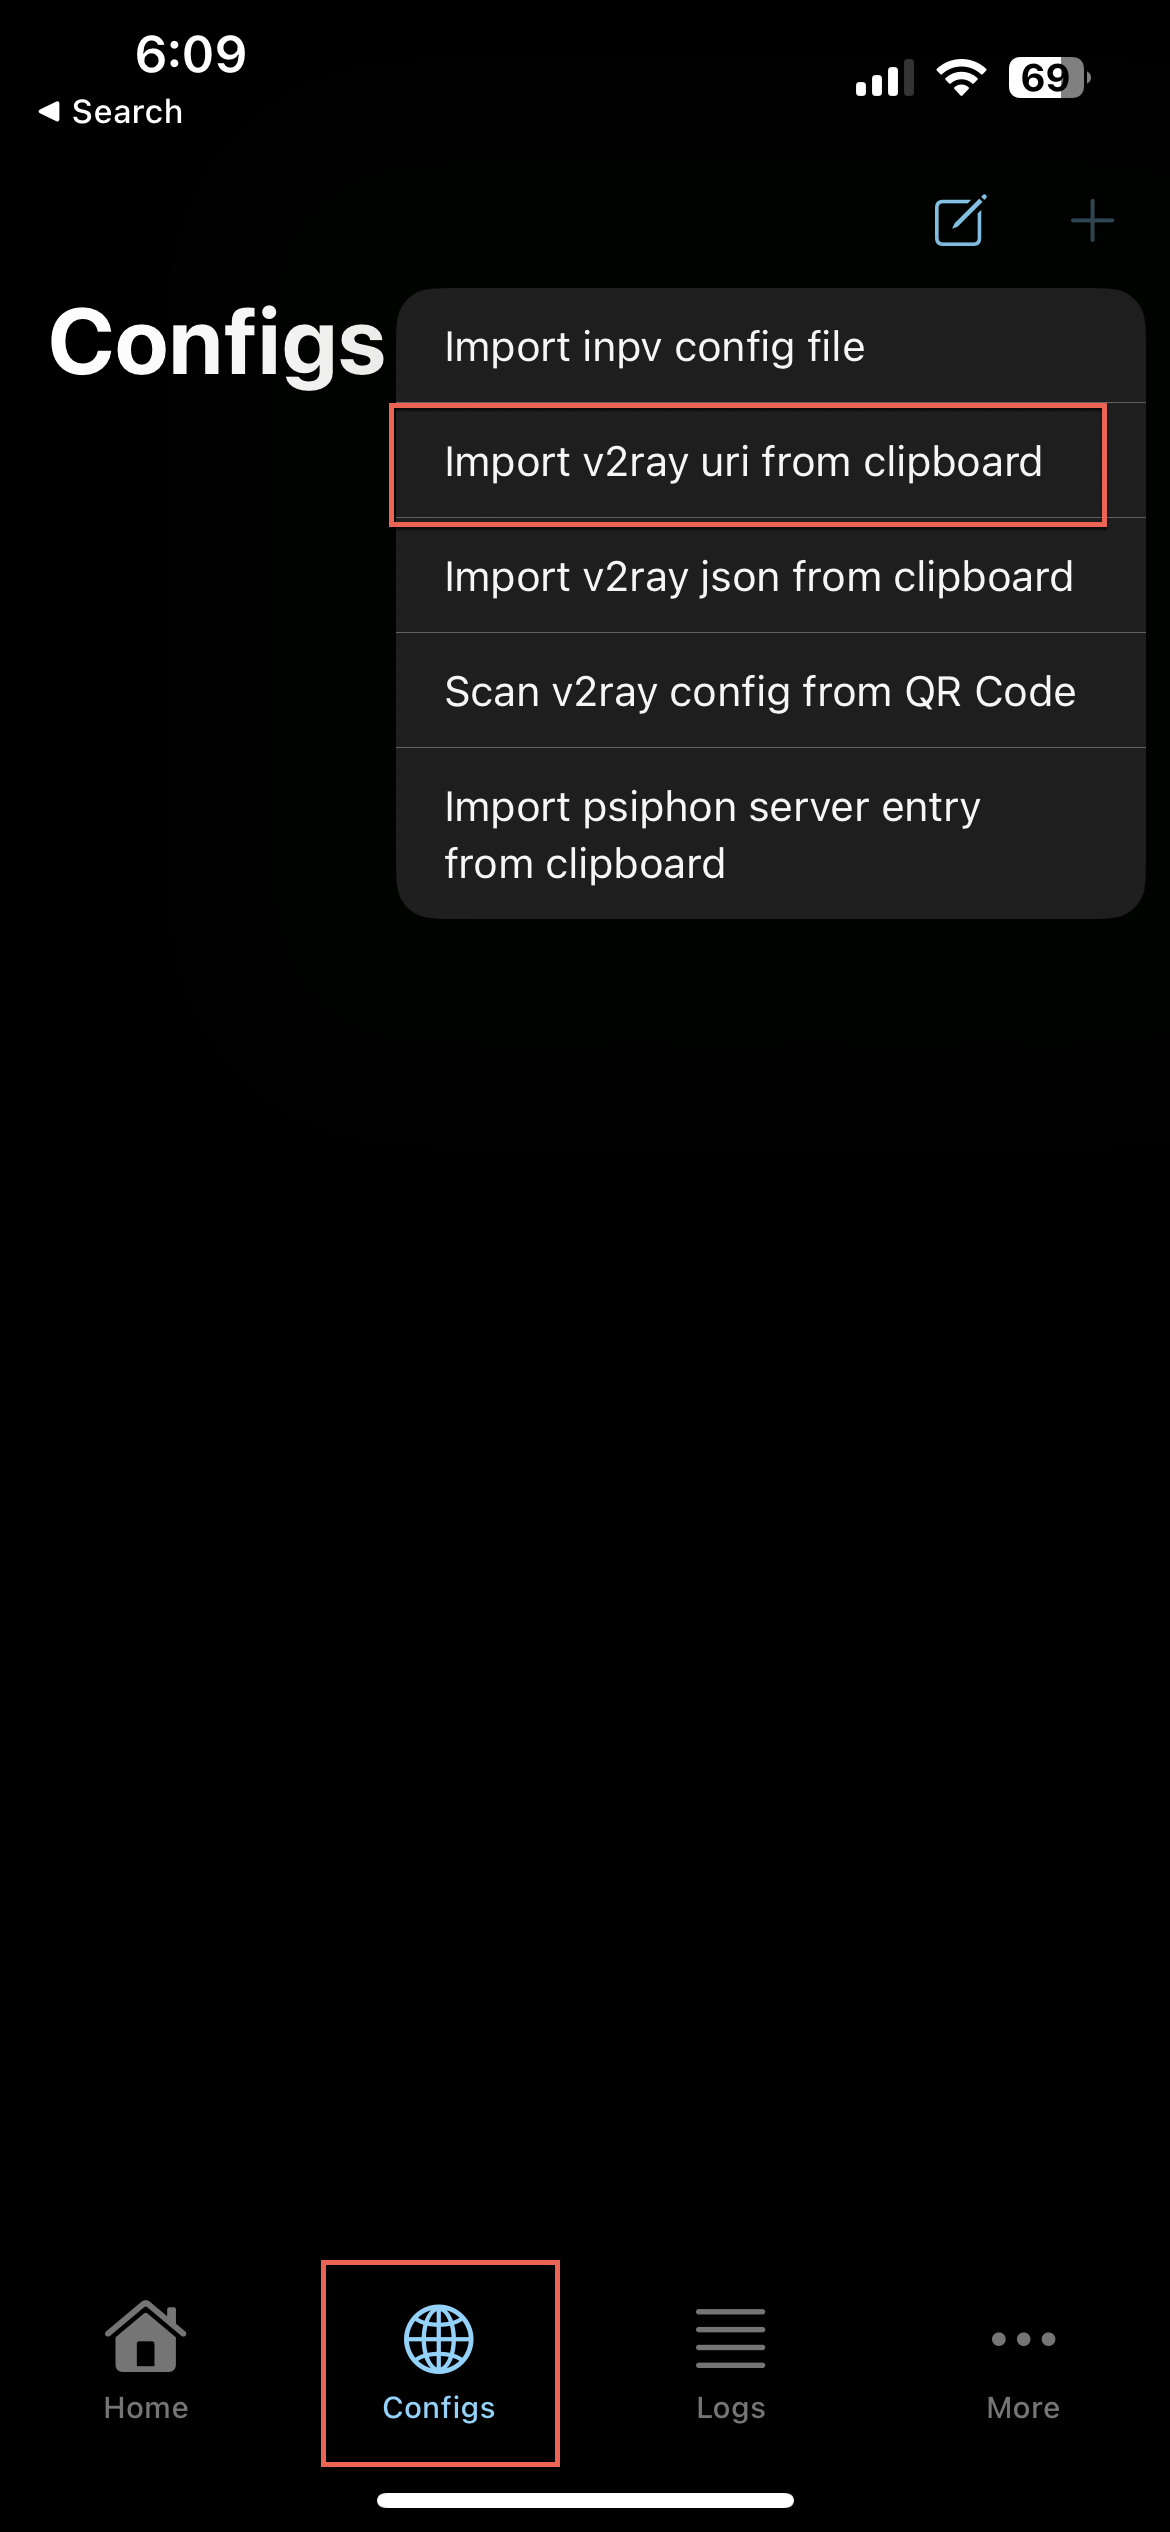 6:09
Search
69
Configs
Import inpv config file
Import v2ray uri from clipboard
Import v2ray json from clipboard
Scan v2ray config from QR Code
Import psiphon server entry
from clipboard
Home
Configs
Logs
More